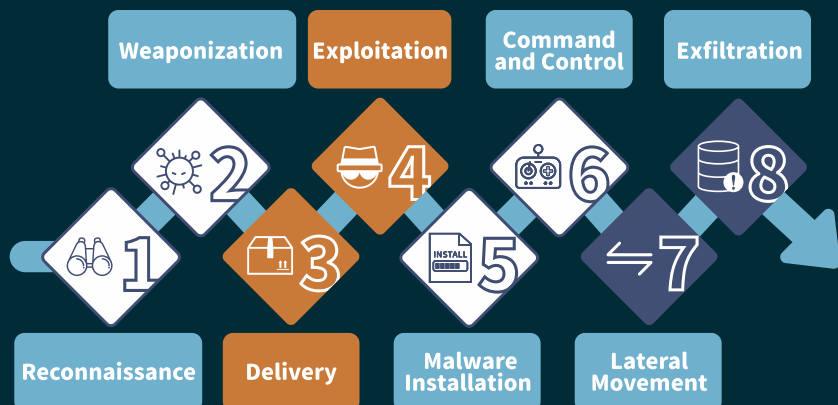 Weaponization
Exploitation
Command
and Control
Exfiltration
1
2
3
4
5
6
7
8
INSTALL
!
Reconnaissance
Delivery
Malware
Installation
Lateral
Movement